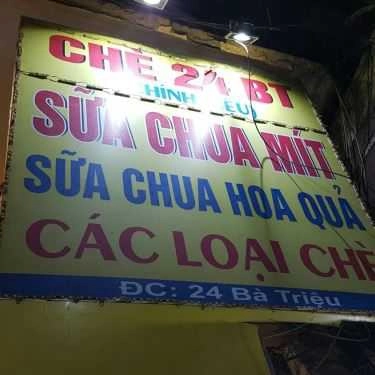 CHÈ 24 BT
SỮA CHUA MÍT
SỮA CHUA HOA QUẢ
CÁC LOẠI CHÈ
ĐC: 24 Bà Triệu